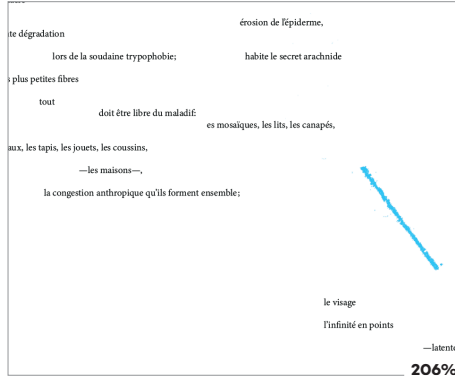 érosion de l'épiderme,
te dégradation
lors de la soudaine trypophobie; habite le secret arachnide
s plus petites fibres
tout
doit être libre du maladif:
es mosaïques, les lits, les canapés,
aux, les tapis, les jouets, les coussins,
—les maisons—,
la congestion anthropique qu'ils forment ensemble;
le visage
l'infinité en points
—latente
206%